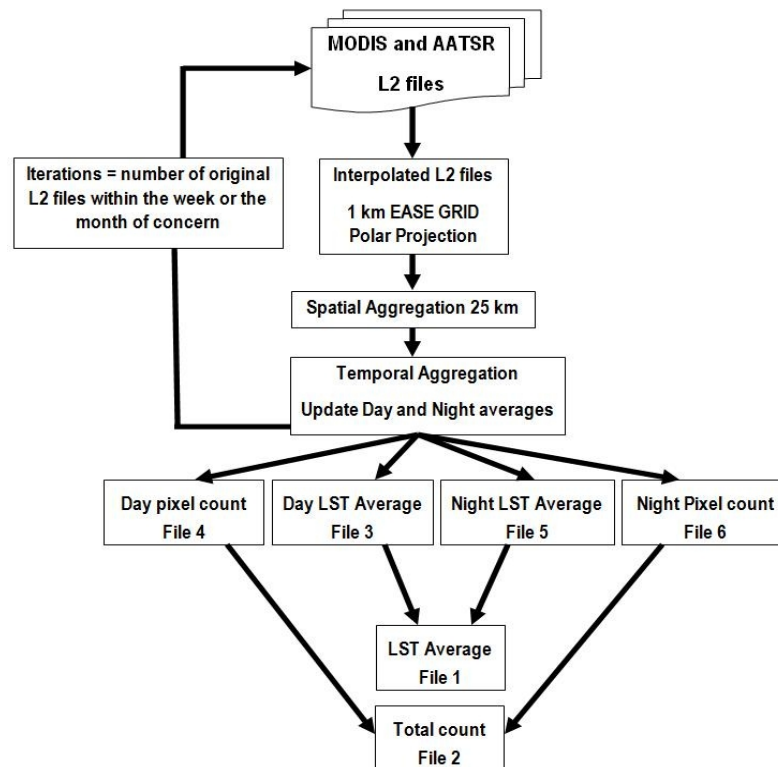 MODIS and AATSR
L2 files
Iterations = number of original
L2 files within the week or the
month of concern
Interpolated L2 files
1 km EASE GRID
Polar Projection
Spatial Aggregation 25 km
Temporal Aggregation
Update Day and Night averages
Day pixel count
File 4
Day LST Average
File 3
Night LST Average
File 5
Night Pixel count
File 6
LST Average
File 1
Total count
File 2